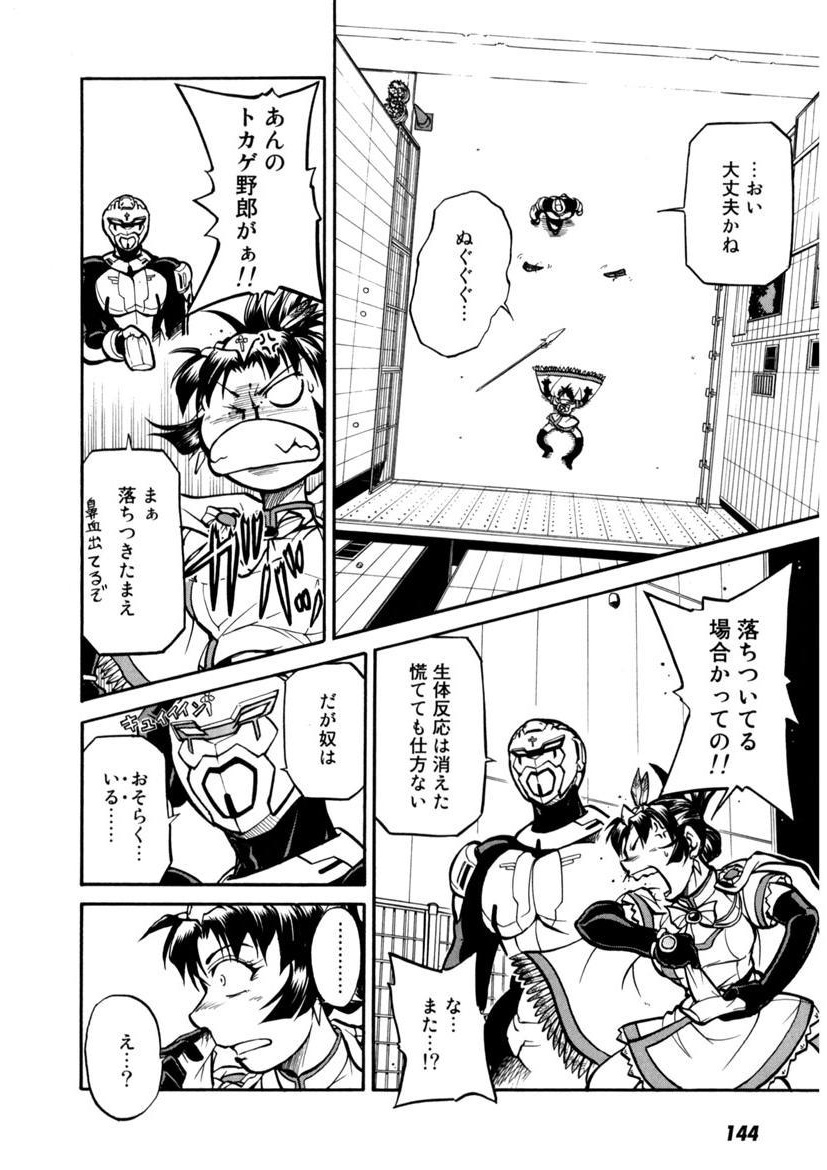 …おい
大丈夫かね
ぬぐぐぐ…
あんの
トカゲ野郎がぁ!!
まぁ
落ちつきたまえ
鼻血出てるぞ
ガバッ
落ちついてる
場合かっての!!
生体反応は消えた
慌てても仕方ない
な…
また…!?
だが奴は
キュイイイン
おそらく…
いる……
………
え…?
144